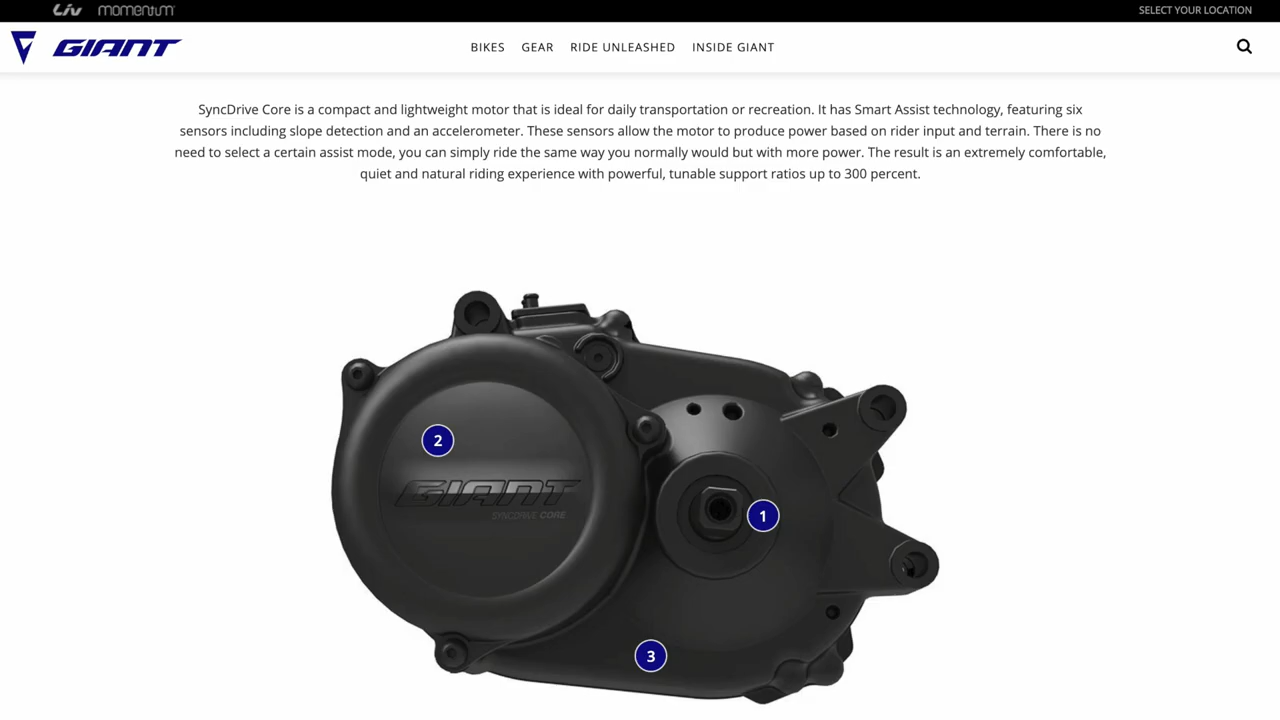 Liv momentum SELECT YOUR LOCATION
GIANT BIKES GEAR RIDE UNLEASHED INSIDE GIANT
SyncDrive Core is a compact and lightweight motor that is ideal for daily transportation or recreation. It has Smart Assist technology, featuring six
sensors including slope detection and an accelerometer. These sensors allow the motor to produce power based on rider input and terrain. There is no
need to select a certain assist mode, you can simply ride the same way you normally would but with more power. The result is an extremely comfortable,
quiet and natural riding experience with powerful, tunable support ratios up to 300 percent.
2
GIANT
SYNCDRIVE CORE
1
3